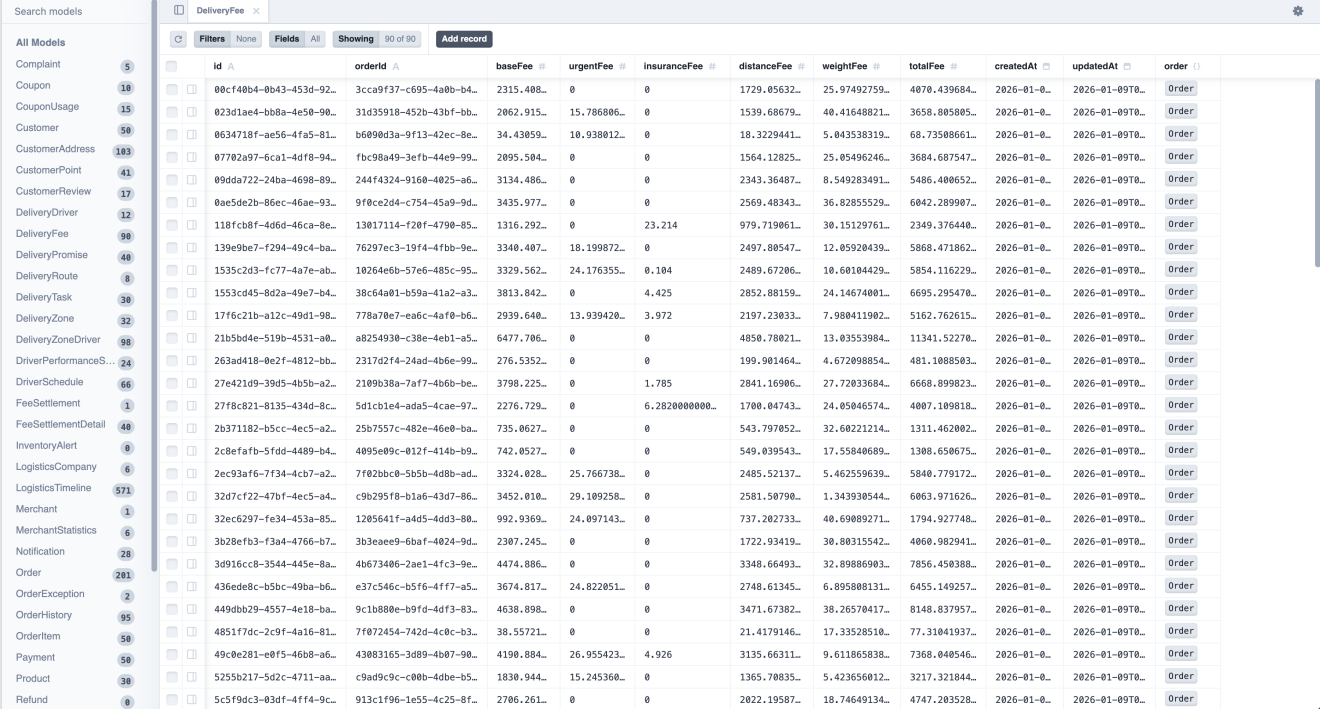 Search models
DeliveryFee
Filters None Fields All Showing 90 of 90 Add record
All Models
Complaint 5
Coupon 10
CouponUsage 15
Customer 50
CustomerAddress 103
CustomerPoint 41
CustomerReview 17
DeliveryDriver 12
DeliveryFee 90
DeliveryPromise 40
DeliveryRoute 8
DeliveryTask 30
DeliveryZone 32
DeliveryZoneDriver 98
DriverPerformanceS... 24
DriverSchedule 66
FeeSettlement 1
FeeSettlementDetail 40
InventoryAlert 0
LogisticsCompany 6
LogisticsTimeline 571
Merchant 1
MerchantStatistics 6
Notification 28
Order 201
OrderException 2
OrderHistory 95
OrderItem 50
Payment 50
Product 30
Refund 0
id A orderId A baseFee # urgentFee # insuranceFee # distanceFee # weightFee # totalFee # createdAt updatedAt order {}
00cf40b4-0b43-453d-92… 3cca9f37-c695-4a0b-b4… 2315.408… 0 0 1729.05632… 25.97492759… 4070.439684… 2026-01-0… 2026-01-09T0… Order
023d1ae4-bb8a-4e50-90… 31d35918-452b-43bf-bb… 2062.915… 15.786806… 0 1539.68679… 40.41648821… 3658.805805… 2026-01-0… 2026-01-09T0… Order
0634718f-ae56-4fa5-81… b6090d3a-9f13-42ec-8e… 34.43059… 10.938012… 0 18.3229441… 5.043538319… 68.73508661… 2026-01-0… 2026-01-09T0… Order
07702a97-6ca1-4df8-94… fbc98a49-3efb-44e9-99… 2095.504… 0 0 1564.12825… 25.05496246… 3684.687547… 2026-01-0… 2026-01-09T0… Order
09dda722-24ba-4698-89… 244f4324-9160-4025-a6… 3134.486… 0 0 2343.36487… 8.549283491… 5486.400652… 2026-01-0… 2026-01-09T0… Order
0ae5de2b-86ec-46ae-93… 9f0ce2d4-c754-45a9-9d… 3435.977… 0 0 2569.48343… 36.82855529… 6042.289907… 2026-01-0… 2026-01-09T0… Order
118fcb8f-4d6d-46ca-8e… 13017114-f20f-4790-85… 1316.292… 0 23.214 979.719061… 30.15129761… 2349.376440… 2026-01-0… 2026-01-09T0… Order
139e9be7-f294-49c4-ba… 76297ec3-19f4-4fbb-9e… 3340.407… 18.199872… 0 2497.80547… 12.05920439… 5868.471862… 2026-01-0… 2026-01-09T0… Order
1535c2d3-fc77-4a7e-ab… 10264e6b-57e6-485c-95… 3329.562… 24.176355… 0.104 2489.67206… 10.60104429… 5854.116229… 2026-01-0… 2026-01-09T0… Order
1553cd45-8d2a-49e7-b4… 38c64a01-b59a-41a2-a3… 3813.842… 0 4.425 2852.88159… 24.14674001… 6695.295470… 2026-01-0… 2026-01-09T0… Order
17f6c21b-a12c-49d1-98… 778a70e7-ea6c-4af0-b6… 2939.640… 13.939420… 3.972 2197.23033… 7.980411902… 5162.762615… 2026-01-0… 2026-01-09T0… Order
21b5bd4e-519b-4531-a0… a8254930-c38e-4eb1-a5… 6477.706… 0 0 4850.78021… 13.03553984… 11341.52270… 2026-01-0… 2026-01-09T0… Order
263ad418-0e2f-4812-bb… 2317d2f4-24ad-4b6e-99… 276.5352… 0 0 199.901464… 4.672098854… 481.1088503… 2026-01-0… 2026-01-09T0… Order
27e421d9-39d5-4b5b-a2… 2109b38a-7af7-4b6b-be… 3798.225… 0 1.785 2841.16906… 27.72033684… 6668.899823… 2026-01-0… 2026-01-09T0… Order
27f8c821-8135-434d-8c… 5d1cb1e4-ada5-4cae-97… 2276.729… 0 6.2820000000… 1700.04743… 24.05046574… 4007.109818… 2026-01-0… 2026-01-09T0… Order
2b371182-b5cc-4ec5-a2… 25b7557c-482e-46e0-ba… 735.0627… 0 0 543.797052… 32.60221214… 1311.462002… 2026-01-0… 2026-01-09T0… Order
2c8efafb-5fdd-4489-b4… 4095e09c-012f-414b-b9… 742.0527… 0 0 549.039543… 17.55840689… 1308.650675… 2026-01-0… 2026-01-09T0… Order
2ec93af6-7f34-4cb7-a2… 7f02bbc0-5b5b-4d8b-ad… 3324.028… 25.766738… 0 2485.52137… 5.462559639… 5840.779172… 2026-01-0… 2026-01-09T0… Order
32d7cf22-47bf-4ec5-a4… c9b295f8-b1a6-43d7-86… 3452.010… 29.109258… 0 2581.50790… 1.343930544… 6063.971626… 2026-01-0… 2026-01-09T0… Order
32ec6297-fe34-453a-85… 1205641f-a4d5-4dd3-80… 992.9369… 24.097143… 0 737.202733… 40.69089271… 1794.927748… 2026-01-0… 2026-01-09T0… Order
3b28efb3-f3a4-4766-b7… 3b3eaee9-6baf-4024-9d… 2307.245… 0 0 1722.93419… 30.80315542… 4060.982941… 2026-01-0… 2026-01-09T0… Order
3d916cc8-3544-445e-8a… 4b673406-2ae1-4fc3-9e… 4474.886… 0 0 3348.66493… 32.89886903… 7856.450388… 2026-01-0… 2026-01-09T0… Order
436ede8c-b5bc-49ba-b6… e37c546c-b5f6-4ff7-a5… 3674.817… 24.822051… 0 2748.61345… 6.895808131… 6455.149257… 2026-01-0… 2026-01-09T0… Order
449dbb29-4557-4e18-ba… 9c1b880e-b9fd-4df3-83… 4638.898… 0 0 3471.67382… 38.26570417… 8148.837957… 2026-01-0… 2026-01-09T0… Order
4851f7dc-2c9f-4a16-81… 7f072454-742d-4c0c-b3… 38.55721… 0 0 21.4179146… 17.33528510… 77.31041937… 2026-01-0… 2026-01-09T0… Order
49c0e281-e0f5-46b8-a6… 43083165-3d89-4b07-90… 4190.884… 26.955423… 4.926 3135.66311… 9.611865838… 7368.040546… 2026-01-0… 2026-01-09T0… Order
5255b217-5d2c-4711-aa… c9ad9c9c-c00b-4dbe-b5… 1830.944… 15.245360… 0 1365.70835… 5.423656012… 3217.321844… 2026-01-0… 2026-01-09T0… Order
5c5f9dc3-03df-4ff4-9c… 913c1f96-1e55-4c25-8f… 2706.261… 0 0 2022.19587… 18.74649134… 4747.203528… 2026-01-0… 2026-01-09T0… Order